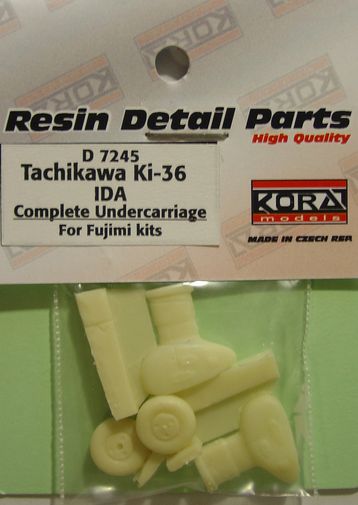 Resin Detail Parts
High Quality
D 7245
Tachikawa Ki-36
IDA
Complete Undercarriage
For Fujimi kits
KORA
models
MADE IN CZECH REP